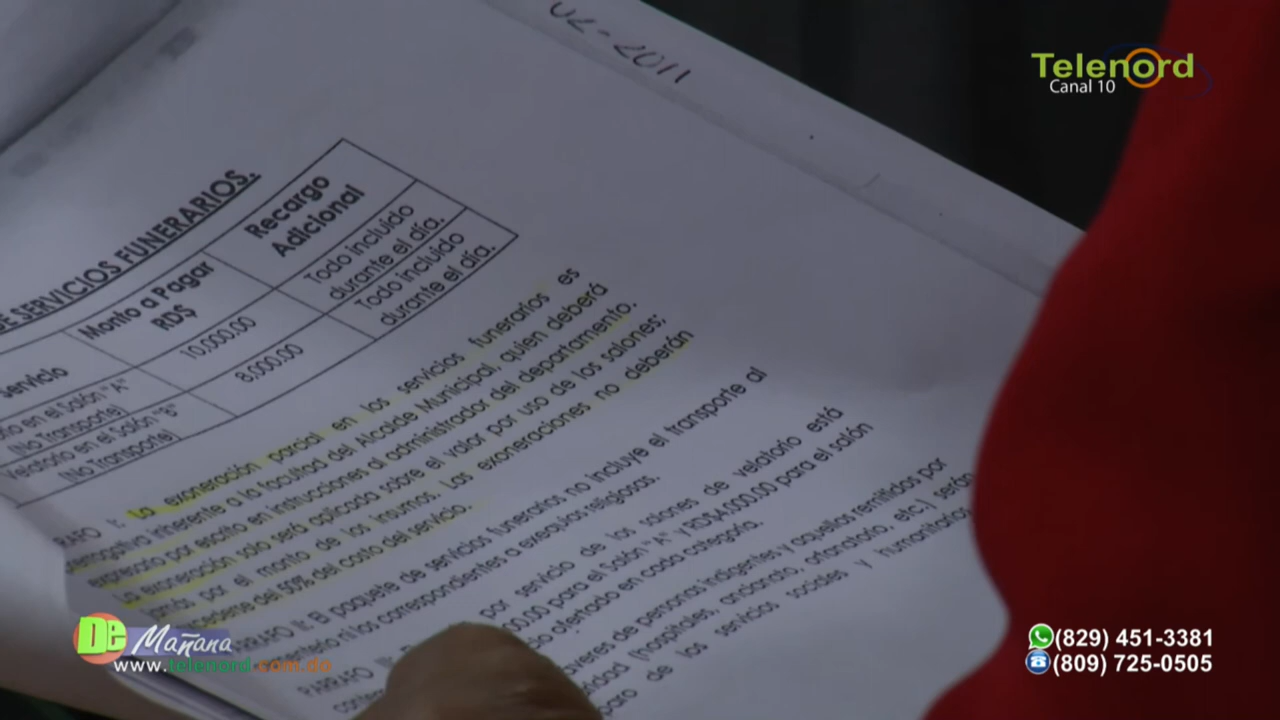 02-2011
Telenord
Canal 10
DE SERVICIOS FUNERARIOS.
Servicio
Monto a Pagar
RD$
Recargo
Adicional
en el Salón "A"
(No Transporte)
10,000.00
Todo incluido
durante el día.
Velatorio en el Salón "B"
(No Transporte)
8,000.00
Todo incluido
durante el día.
I: La exoneración parcial en los servicios funerarios es
inherente a la facultad del Alcalde Municipal, quien deberá
expresarlo por escrito en instrucciones al administrador del departamento.
La exoneración solo será aplicada sobre el valor por uso de los salones;
por el monto de los insumos. Las exoneraciones no deberán
del 50% del costo del servicio.
II: El paquete de servicios funerarios no incluye el transporte al
ni los correspondientes a exequias religiosas.
PARRAFO
por servicio de los salones de velatorio está
para el Salón "A" y RD$4,000.00 para el salón
ofertado en cada categoría.
de personas indigentes y aquellos remitidos por
(hospitales, ancianato, orfanatorio, etc.) serán
de los servicios sociales y humanitarios
De Mañana
www.telenord.com.do
(829) 451-3381
(809) 725-0505